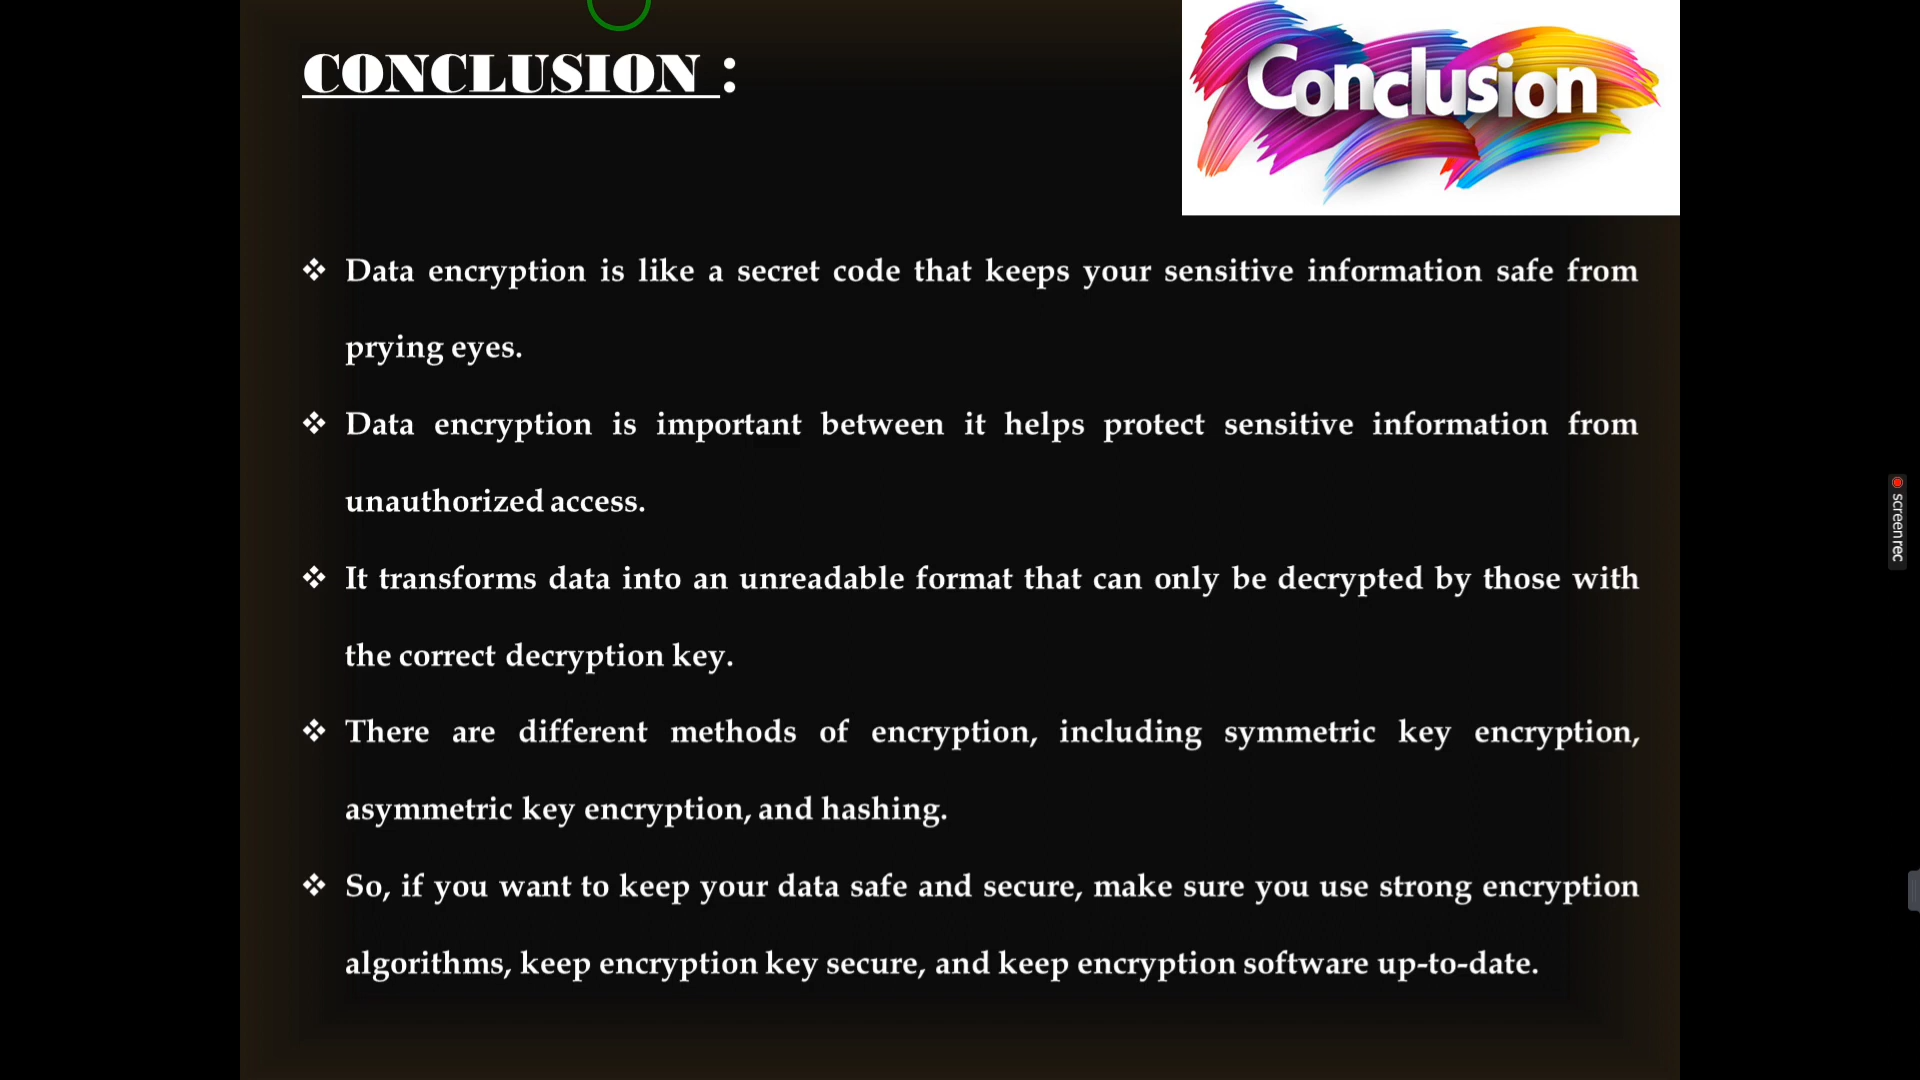 CONCLUSION :
Conclusion
❖ Data encryption is like a secret code that keeps your sensitive information safe from
prying eyes.
❖ Data encryption is important between it helps protect sensitive information from
unauthorized access.
❖ It transforms data into an unreadable format that can only be decrypted by those with
the correct decryption key.
❖ There are different methods of encryption, including symmetric key encryption,
asymmetric key encryption, and hashing.
❖ So, if you want to keep your data safe and secure, make sure you use strong encryption
algorithms, keep encryption key secure, and keep encryption software up-to-date.
screenrec